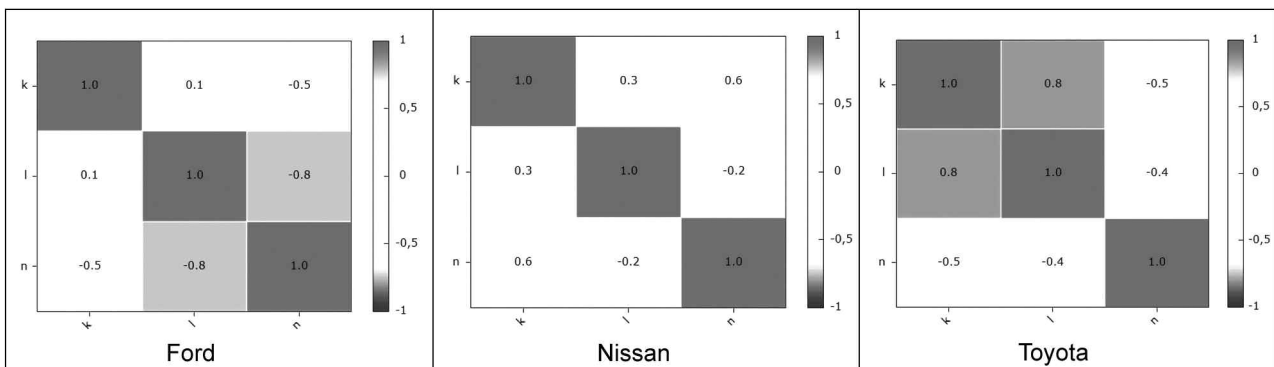 1
k 1.0 0.1 -0.5
0,5
l 0.1 1.0 -0.8
0
-0,5
n -0.5 -0.8 1.0
-1
k l n
Ford
1
k 1.0 0.3 0.6
0,5
l 0.3 1.0 -0.2
0
-0,5
n 0.6 -0.2 1.0
-1
k l n
Nissan
1
k 1.0 0.8 -0.5
0,5
l 0.8 1.0 -0.4
0
-0,5
n -0.5 -0.4 1.0
-1
k l n
Toyota